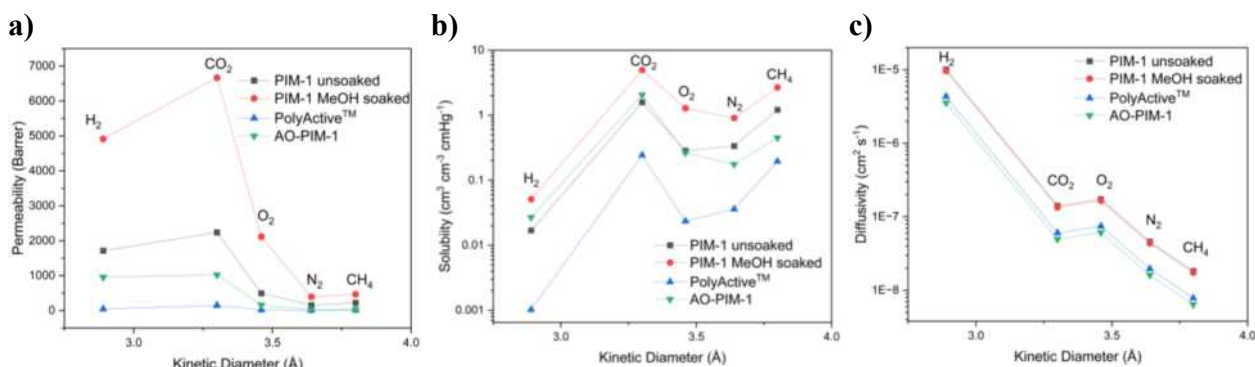 a)
7000
6000
5000
4000
3000
2000
1000
0
Permeability (Barrer)
H2
CO2
O2
N2
CH4
PIM-1 unsoaked
PIM-1 MeOH soaked
PolyActive™
AO-PIM-1
3.0
3.5
4.0
Kinetic Diameter (Å)
b)
10
1
0.1
0.01
0.001
Solubility (cm³ cm⁻³ cmHg⁻¹)
H2
CO2
O2
N2
CH4
PIM-1 unsoaked
PIM-1 MeOH soaked
PolyActive™
AO-PIM-1
3.0
3.5
4.0
Kinetic Diameter (Å)
c)
1E-5
1E-6
1E-7
1E-8
Diffusivity (cm² s⁻¹)
H2
CO2
O2
N2
CH4
PIM-1 unsoaked
PIM-1 MeOH soaked
PolyActive™
AO-PIM-1
3.0
3.5
4.0
Kinetic Diameter (Å)